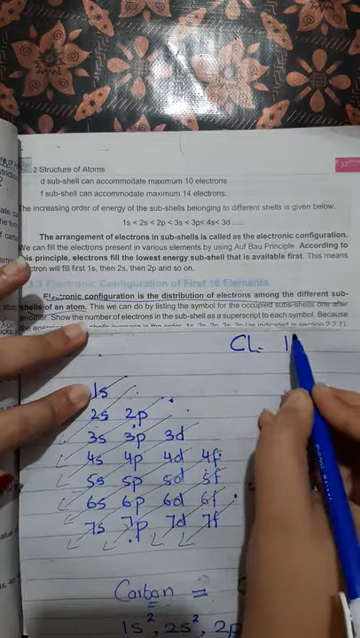 2 Structure of Atoms
d sub-shell can accommodate maximum 10 electrons
f sub-shell can accommodate maximum 14 electrons.
The increasing order of energy of the sub-shells belonging to different shells is given below.
1s < 2s < 2p < 3s < 3p< 4s< 3d
The arrangement of electrons in sub-shells is called as the electronic configuration.
We can fill the electrons present in various elements by using Auf Bau Principle. According to
this principle, electrons fill the lowest energy sub-shell that is available first. This means
electron will fill first 1s, then 2s, then 2p and so on.
Electronic Configuration of First 18 Elements
Electronic configuration is the distribution of electrons among the different sub-
shells of an atom. This we can do by listing the symbol for the occupied sub-shells one after
another. Show the number of electrons in the sub-shell as a superscript to each symbol. Because
CL.
1s
2s 2p
3s 3p 3d
4s 4p 4d 4f
5s 5p 5d 5f
6s 6p 6d 6f
7s 7p 7d 7f
Carbon =
1s², 2s², 2p